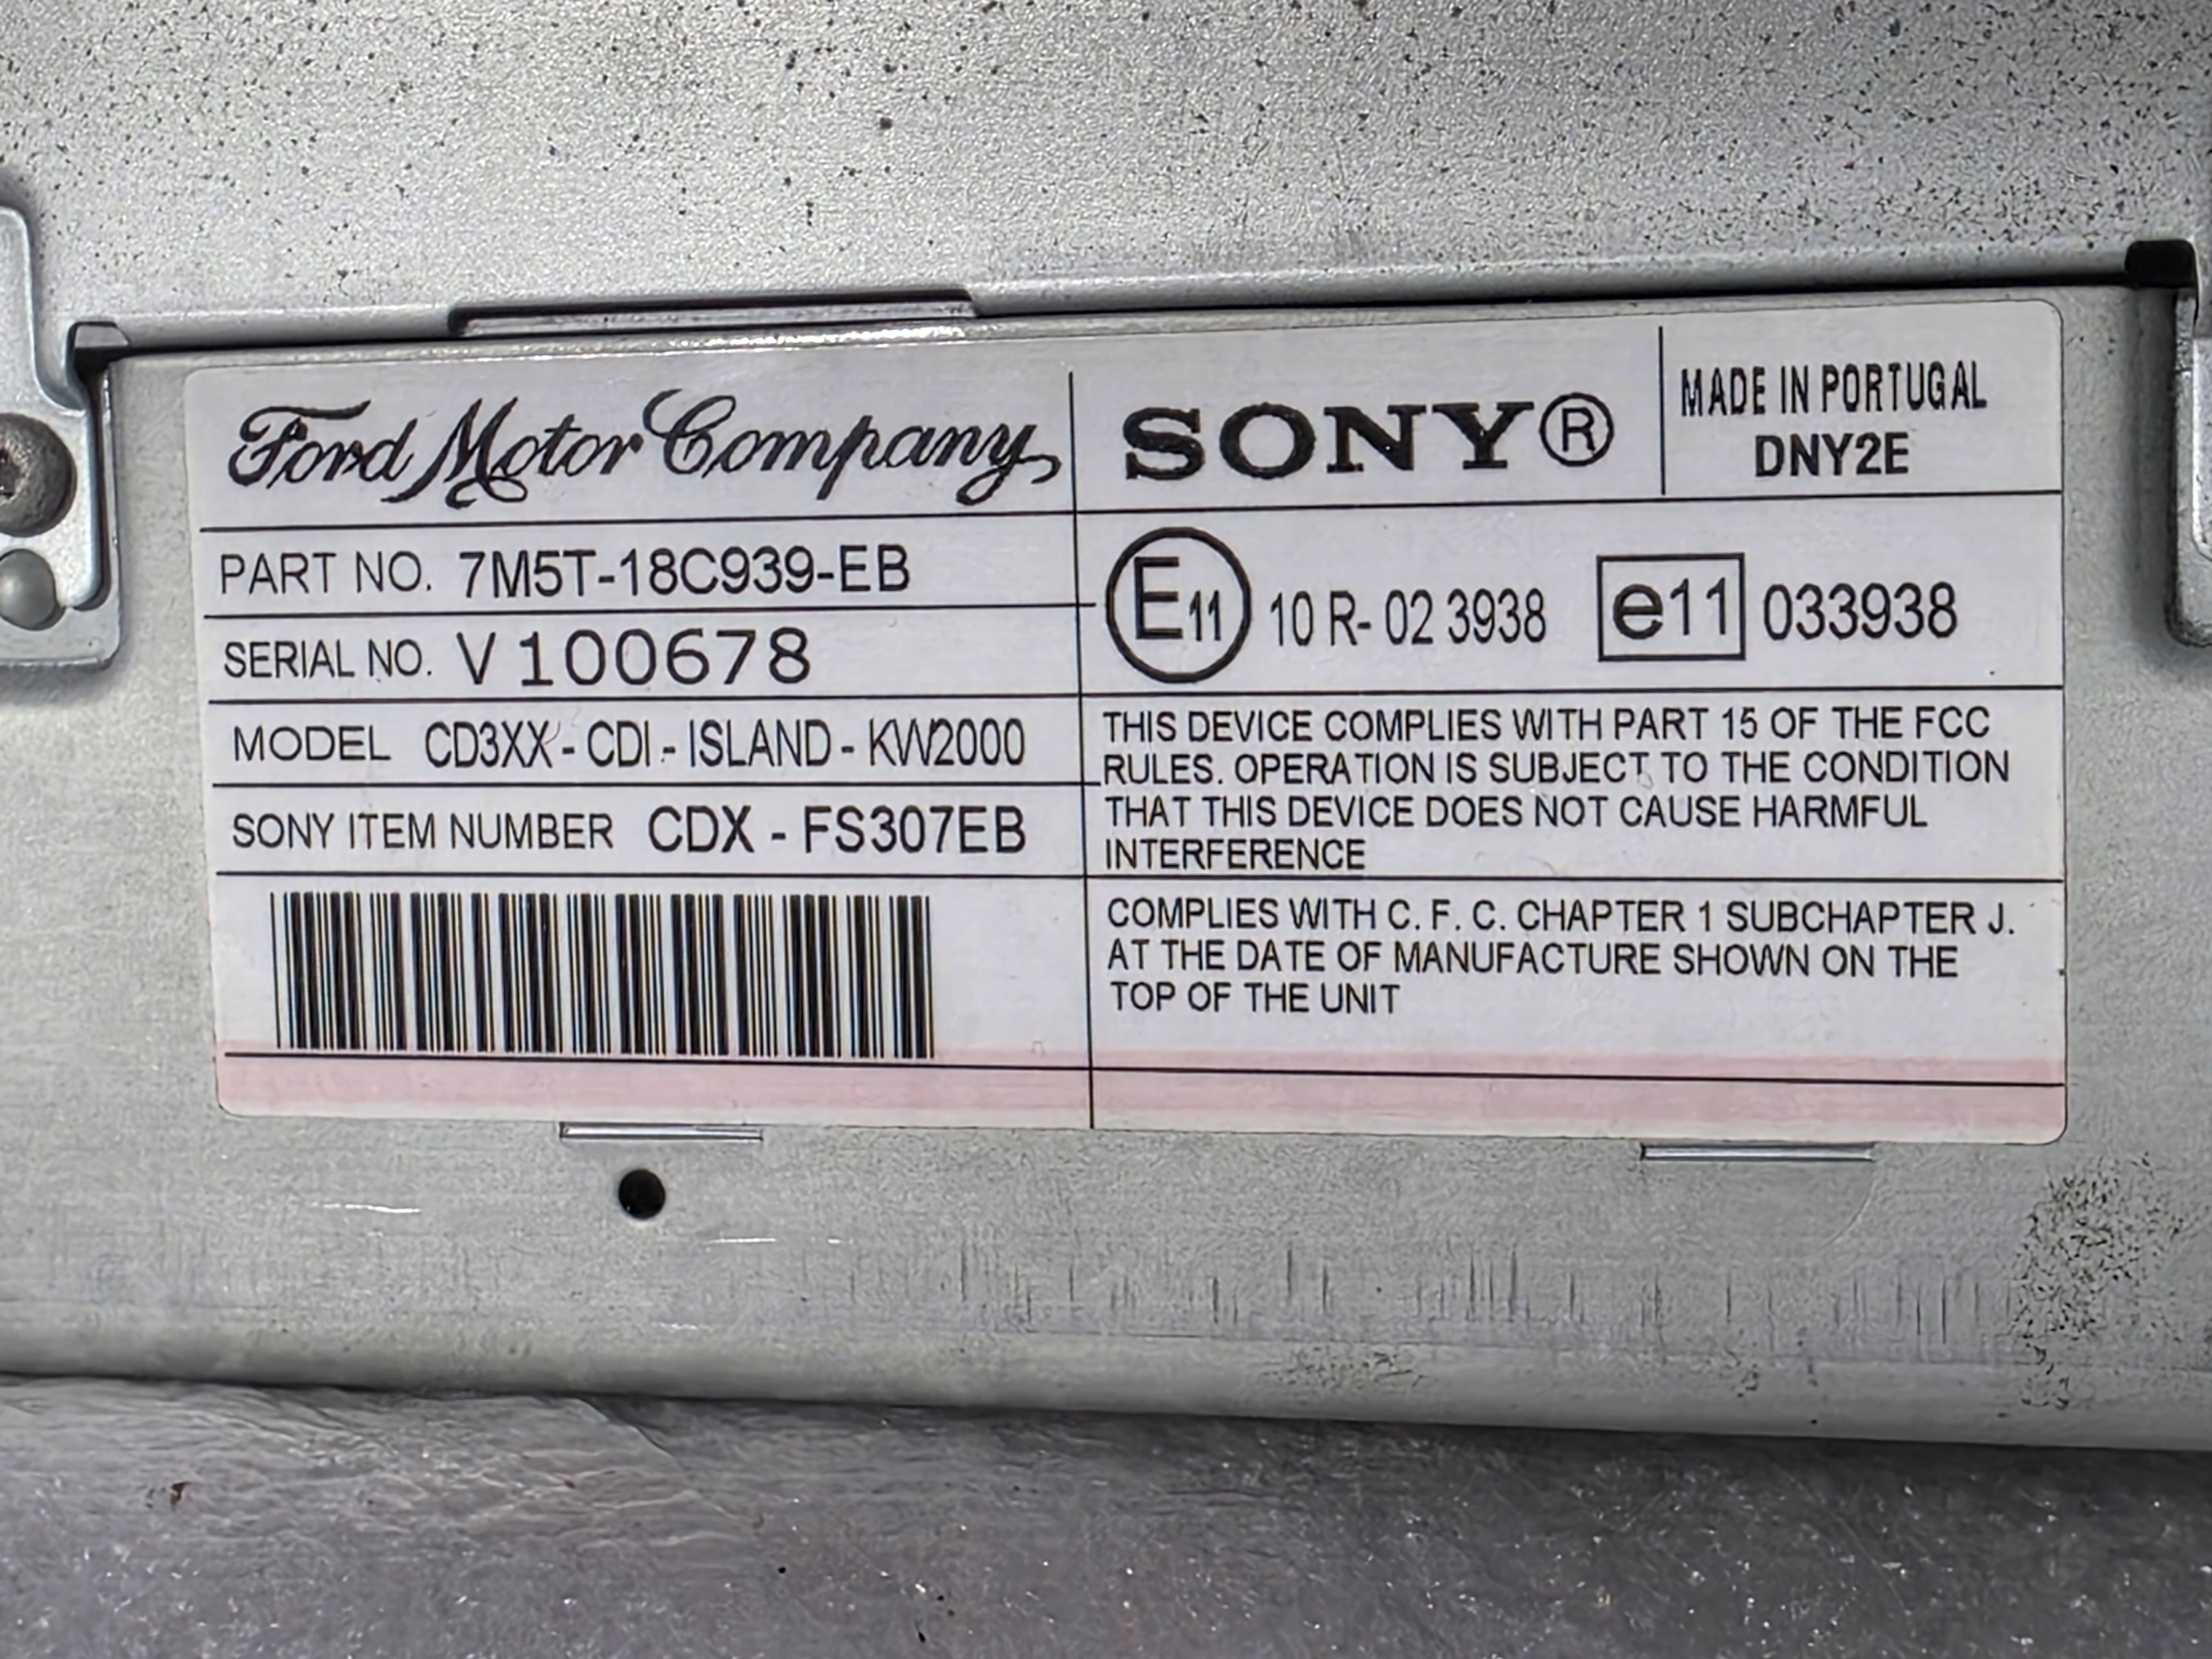 Ford Motor Company
SONY®
MADE IN PORTUGAL
DNY2E
PART NO. 7M5T-18C939-EB
SERIAL NO. V100678
MODEL CD3XX - CDI - ISLAND - KW2000
SONY ITEM NUMBER CDX - FS307EB
E11 10 R- 02 3938 e11 033938
THIS DEVICE COMPLIES WITH PART 15 OF THE FCC
RULES. OPERATION IS SUBJECT TO THE CONDITION
THAT THIS DEVICE DOES NOT CAUSE HARMFUL
INTERFERENCE
COMPLIES WITH C. F. C. CHAPTER 1 SUBCHAPTER J.
AT THE DATE OF MANUFACTURE SHOWN ON THE
TOP OF THE UNIT